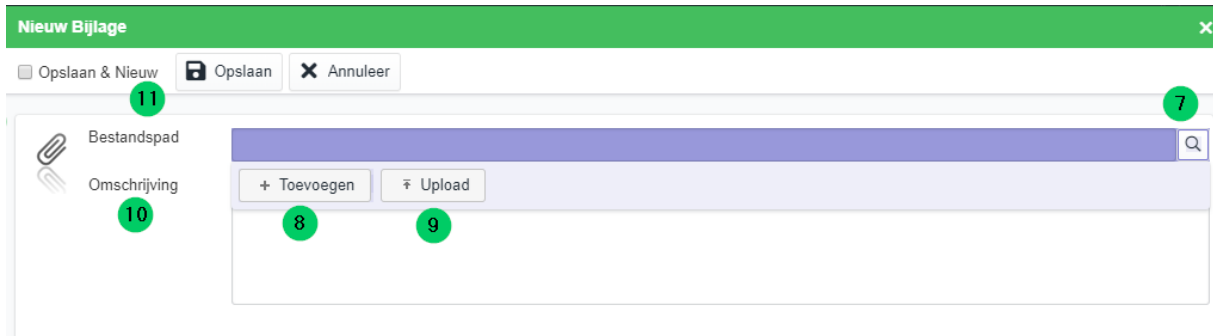 Nieuw Bijlage ×
Opslaan & Nieuw Opslaan Annuleer
11
7
Bestandspad
Omschrijving + Toevoegen Upload
10
8
9